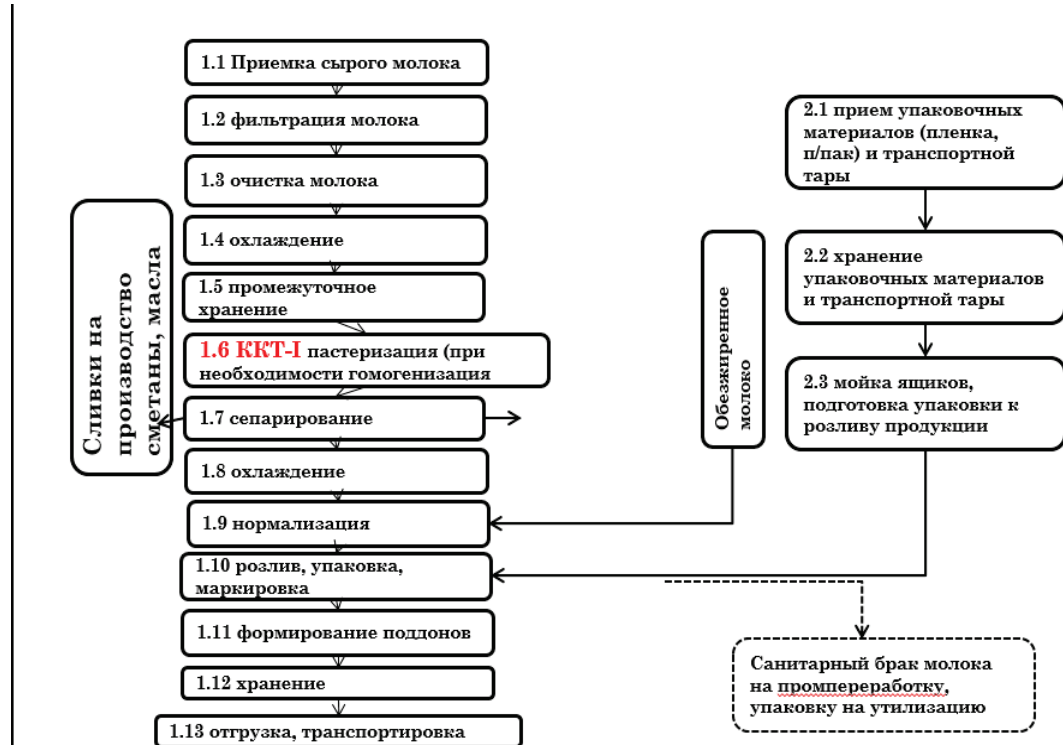 1.1 Приемка сырого молока
1.2 фильтрация молока
1.3 очистка молока
1.4 охлаждение
1.5 промежуточное
хранение
1.6 ККТ-I пастеризация (при
необходимости гомогенизация
1.7 сепарирование
1.8 охлаждение
1.9 нормализация
1.10 розлив, упаковка,
маркировка
1.11 формирование поддонов
1.12 хранение
1.13 отгрузка, транспортировка
Сливки на
производство
сметаны, масла
Обезжиренное
молоко
2.1 прием упаковочных
материалов (пленка,
п/пак) и транспортной
тары
2.2 хранение
упаковочных материалов
и транспортной тары
2.3 мойка ящиков,
подготовка упаковки к
розливу продукции
Санитарный брак молока
на промпереработку,
упаковку на утилизацию